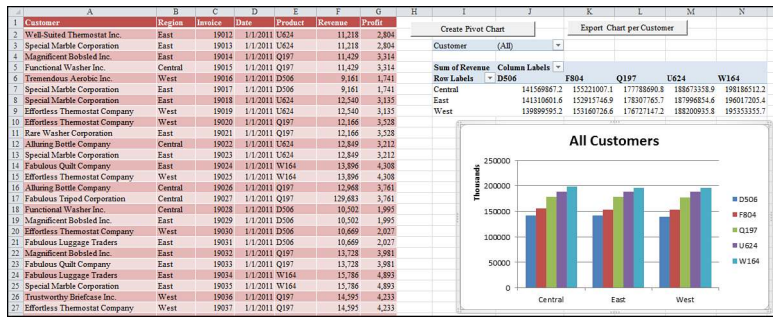 A B C D E F G H I J K L M N
1 Customer Region Invoice Date Product Revenue Profit
2 Well-Suited Thermostat Inc. East 19012 1/1/2011 U624 11,218 2,804
3 Special Marble Corporation East 19013 1/1/2011 U624 11,218 2,804
4 Magnificent Bobsled Inc. East 19014 1/1/2011 Q197 11,429 3,314
5 Functional Washer Inc. Central 19015 1/1/2011 Q197 11,429 3,314
6 Tremendous Aerobic Inc. West 19016 1/1/2011 D506 9,161 1,741
7 Special Marble Corporation East 19017 1/1/2011 D506 9,161 1,741
8 Special Marble Corporation East 19018 1/1/2011 U624 12,540 3,135
9 Effortless Thermostat Company West 19019 1/1/2011 U624 12,540 3,135
10 Effortless Thermostat Company West 19020 1/1/2011 Q197 12,166 3,528
11 Rare Washer Corporation East 19021 1/1/2011 Q197 12,166 3,528
12 Alluring Bottle Company Central 19022 1/1/2011 U624 12,849 3,212
13 Special Marble Corporation East 19023 1/1/2011 U624 12,849 3,212
14 Fabulous Quilt Company East 19024 1/1/2011 W164 13,896 4,308
15 Effortless Thermostat Company West 19025 1/1/2011 W164 13,896 4,308
16 Alluring Bottle Company Central 19026 1/1/2011 Q197 12,968 3,761
17 Fabulous Tripod Corporation Central 19027 1/1/2011 Q197 129,683 3,761
18 Functional Washer Inc. Central 19028 1/1/2011 D506 10,502 1,995
19 Magnificent Bobsled Inc. East 19029 1/1/2011 D506 10,502 1,995
20 Effortless Thermostat Company West 19030 1/1/2011 D506 10,669 2,027
21 Fabulous Luggage Traders East 19031 1/1/2011 D506 10,669 2,027
22 Magnificent Bobsled Inc. East 19032 1/1/2011 Q197 13,728 3,981
23 Fabulous Quilt Company East 19033 1/1/2011 Q197 13,728 3,981
24 Fabulous Luggage Traders East 19034 1/1/2011 W164 15,786 4,893
25 Special Marble Corporation East 19035 1/1/2011 W164 15,786 4,893
26 Trustworthy Briefcase Inc. West 19036 1/1/2011 Q197 14,595 4,233
27 Effortless Thermostat Company West 19037 1/1/2011 Q197 14,595 4,233
Create Pivot Chart
Export Chart per Customer
Customer (All)
Sum of Revenue Column Labels
Row Labels D506 F804 Q197 U624 W164
Central 141569867.2 155221007.1 177788690.8 188673358.9 198186512.2
East 141310601.6 152915746.9 178307765.7 187996854.6 196017205.4
West 139899595.2 153160726.6 176727147.2 188200935.8 195353355.7
All Customers
Thousands
250000
200000
150000
100000
50000
0
Central East West
D506
F804
Q197
U624
W164